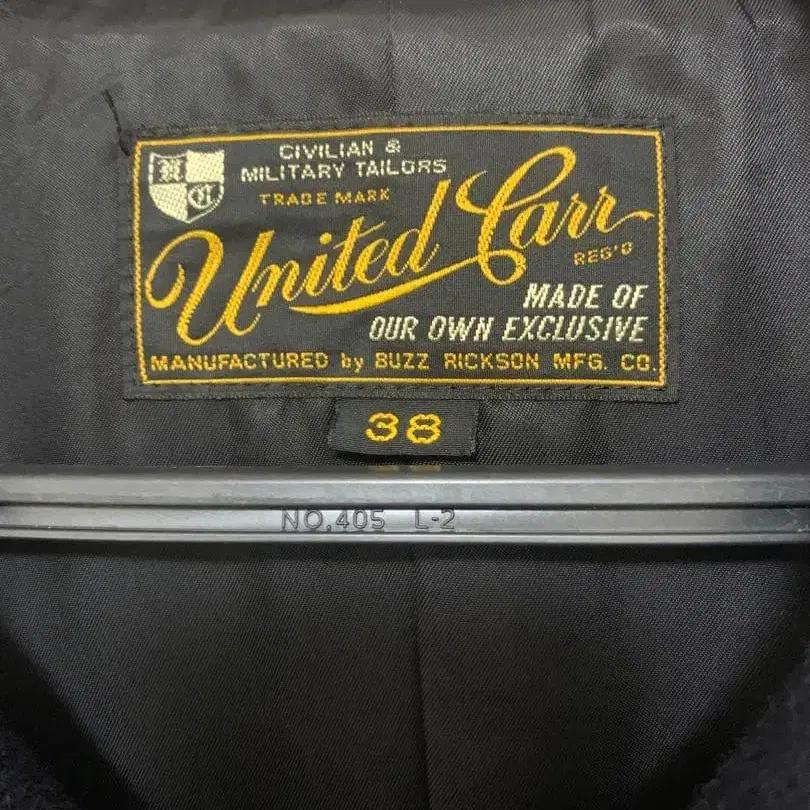 CIVILIAN &
MILITARY TAILORS
TRADE MARK
United Carr
REG'D
MADE OF
OUR OWN EXCLUSIVE
MANUFACTURED by BUZZ RICKSON MFG. CO.
38
NO.405 L-2